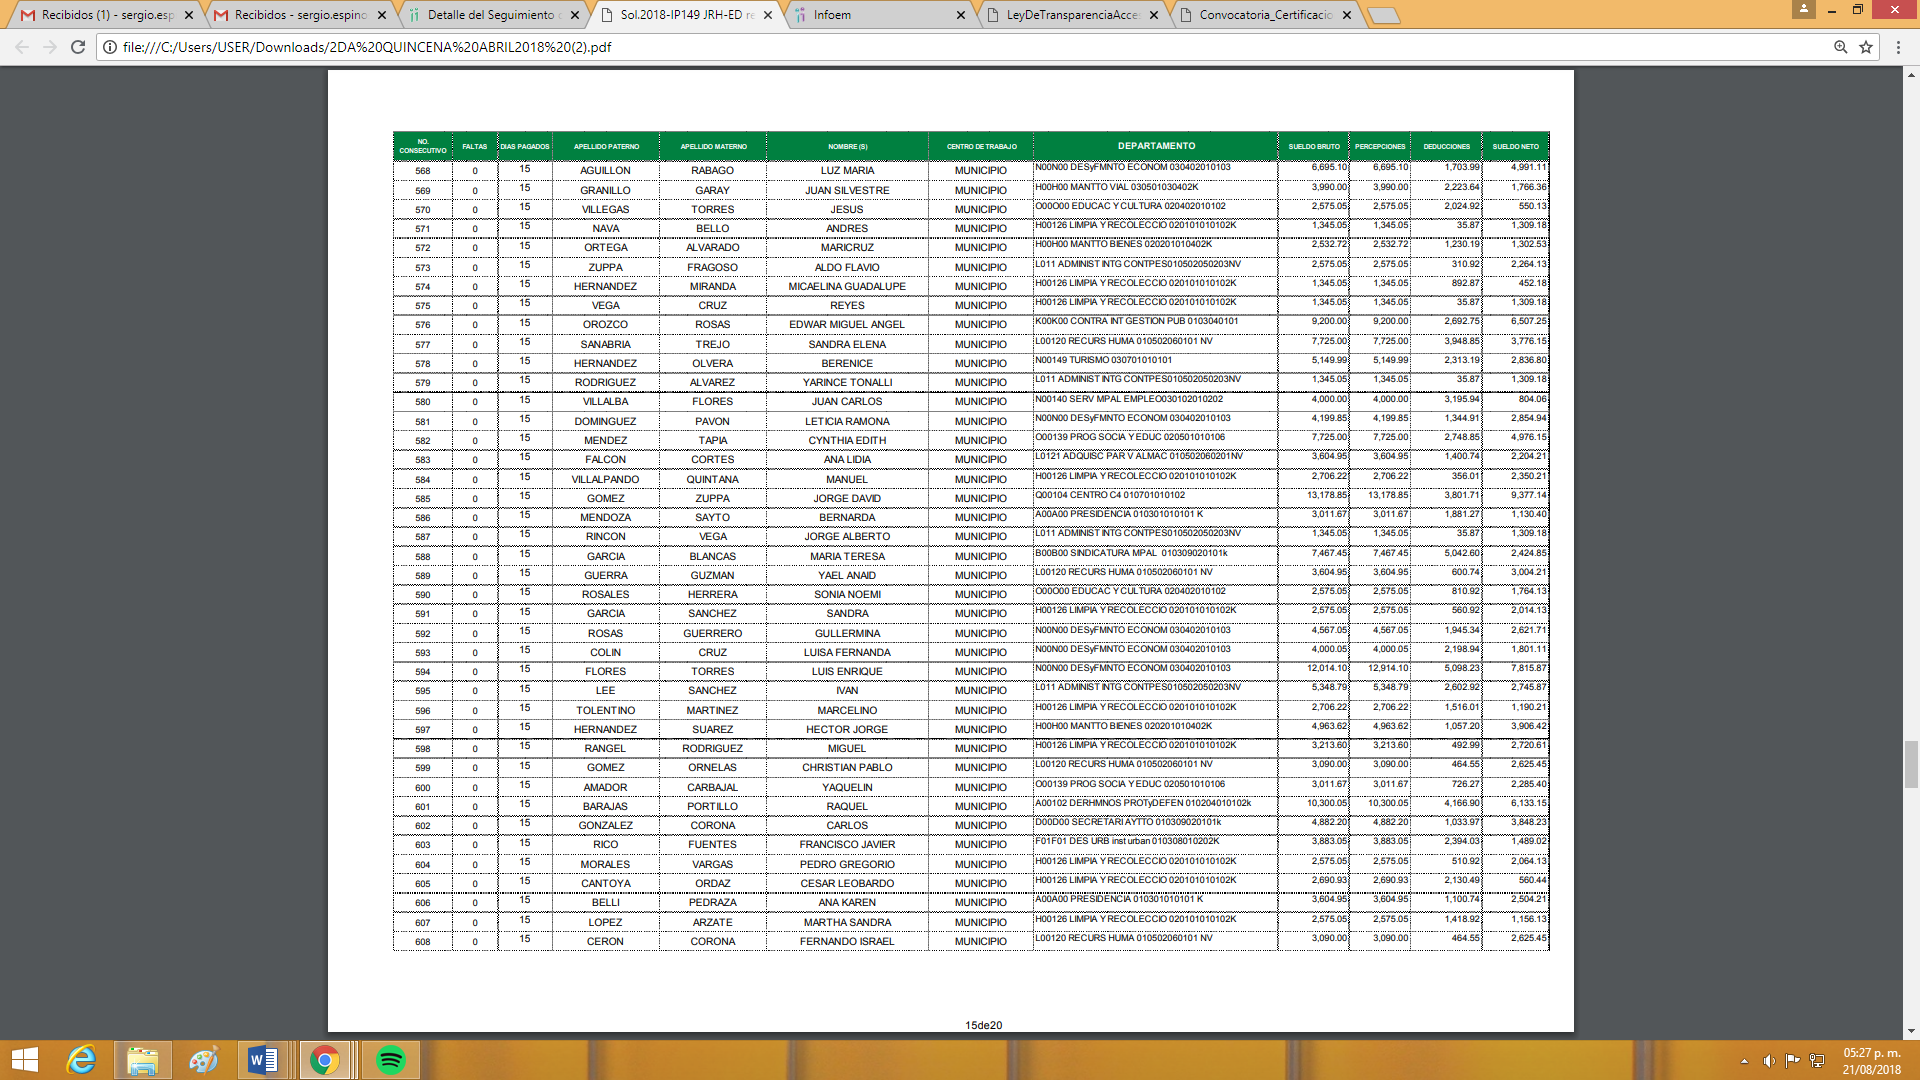 Recibidos (1) - sergio.esp
Recibidos - sergio.espino
Detalle del Seguimiento
Sol.2018-IP149 JRH-ED re
Infoem
LeyDeTransparenciaAcce
Convocatoria_Certificacio
file:///C:/Users/USER/Downloads/2DA%20QUINCENA%20ABRIL2018%20(2).pdf
NO. CONSECUTIVO FALTAS DIAS PAGADOS APELLIDO PATERNO APELLIDO MATERNO NOMBRE (S) CENTRO DE TRABAJO DEPARTAMENTO SUELDO BRUTO PERCEPCIONES DEDUCCIONES SUELDO NETO
568 0 15 AGUILLON RABAGO LUZ MARIA MUNICIPIO N00N00 DESyFMNTO ECONOM 030402010103 6,695.10 6,695.10 1,703.99 4,991.11
569 0 15 GRANILLO GARAY JUAN SILVESTRE MUNICIPIO H00H00 MANTTO VIAL 030501030402K 3,990.00 3,990.00 2,223.64 1,766.36
570 0 15 VILLEGAS TORRES JESUS MUNICIPIO O00O00 EDUCAC Y CULTURA 020402010102 2,575.05 2,575.05 2,024.92 550.13
571 0 15 NAVA BELLO ANDRES MUNICIPIO H00126 LIMPIA Y RECOLECCIO 020101010102K 1,345.05 1,345.05 35.87 1,309.18
572 0 15 ORTEGA ALVARADO MARICRUZ MUNICIPIO H00H00 MANTTO BIENES 020201010402K 2,532.72 2,532.72 1,230.19 1,302.53
573 0 15 ZUPPA FRAGOSO ALDO FLAVIO MUNICIPIO L011 ADMINIST INTG CONTPES010502050203NV 2,575.05 2,575.05 310.92 2,264.13
574 0 15 HERNANDEZ MIRANDA MICAELINA GUADALUPE MUNICIPIO H00126 LIMPIA Y RECOLECCIO 020101010102K 1,345.05 1,345.05 892.87 452.18
575 0 15 VEGA CRUZ REYES MUNICIPIO H00126 LIMPIA Y RECOLECCIO 020101010102K 1,345.05 1,345.05 35.87 1,309.18
576 0 15 OROZCO ROSAS EDWAR MIGUEL ANGEL MUNICIPIO K00K00 CONTRA INT GESTION PUB 0103040101 9,200.00 9,200.00 2,692.75 6,507.25
577 0 15 SANABRIA TREJO SANDRA ELENA MUNICIPIO L00120 RECURS HUMA 010502060101 NV 7,725.00 7,725.00 3,948.85 3,776.15
578 0 15 HERNANDEZ OLVERA BERENICE MUNICIPIO N00149 TURISMO 030701010101 5,149.99 5,149.99 2,313.19 2,836.80
579 0 15 RODRIGUEZ ALVAREZ YARINCE TONALLI MUNICIPIO L011 ADMINIST INTG CONTPES010502050203NV 1,345.05 1,345.05 35.87 1,309.18
580 0 15 VILLALBA FLORES JUAN CARLOS MUNICIPIO N00140 SERV MPAL EMPLEO030102010202 4,000.00 4,000.00 3,195.94 804.06
581 0 15 DOMINGUEZ PAVON LETICIA RAMONA MUNICIPIO N00N00 DESyFMNTO ECONOM 030402010103 4,199.85 4,199.85 1,344.91 2,854.94
582 0 15 MENDEZ TAPIA CYNTHIA EDITH MUNICIPIO O00139 PROG SOCIA Y EDUC 020501010106 7,725.00 7,725.00 2,748.85 4,976.15
583 0 15 FALCON CORTES ANA LIDIA MUNICIPIO L0121 ADQUISC PAR V ALMAC 010502060201NV 3,604.95 3,604.95 1,400.74 2,204.21
584 0 15 VILLALPANDO QUINTANA MANUEL MUNICIPIO H00126 LIMPIA Y RECOLECCIO 020101010102K 2,706.22 2,706.22 356.01 2,350.21
585 0 15 GOMEZ ZUPPA JORGE DAVID MUNICIPIO Q00104 CENTRO C4 010701010102 13,178.85 13,178.85 3,801.71 9,377.14
586 0 15 MENDOZA SAYTO BERNARDA MUNICIPIO A00A00 PRESIDENCIA 010301010101 K 3,011.67 3,011.67 1,881.27 1,130.40
587 0 15 RINCON VEGA JORGE ALBERTO MUNICIPIO L011 ADMINIST INTG CONTPES010502050203NV 1,345.05 1,345.05 35.87 1,309.18
588 0 15 GARCIA BLANCAS MARIA TERESA MUNICIPIO B00B00 SINDICATURA MPAL 010309020101k 7,467.45 7,467.45 5,042.60 2,424.85
589 0 15 GUERRA GUZMAN YAEL ANAID MUNICIPIO L00120 RECURS HUMA 010502060101 NV 3,604.95 3,604.95 600.74 3,004.21
590 0 15 ROSALES HERRERA SONIA NOEMI MUNICIPIO O00O00 EDUCAC Y CULTURA 020402010102 2,575.05 2,575.05 810.92 1,764.13
591 0 15 GARCIA SANCHEZ SANDRA MUNICIPIO H00126 LIMPIA Y RECOLECCIO 020101010102K 2,575.05 2,575.05 560.92 2,014.13
592 0 15 ROSAS GUERRERO GULLERMINA MUNICIPIO N00N00 DESyFMNTO ECONOM 030402010103 4,567.05 4,567.05 1,945.34 2,621.71
593 0 15 COLIN CRUZ LUISA FERNANDA MUNICIPIO N00N00 DESyFMNTO ECONOM 030402010103 4,000.05 4,000.05 2,198.94 1,801.11
594 0 15 FLORES TORRES LUIS ENRIQUE MUNICIPIO N00N00 DESyFMNTO ECONOM 030402010103 12,014.10 12,914.10 5,098.23 7,815.87
595 0 15 LEE SANCHEZ IVAN MUNICIPIO L011 ADMINIST INTG CONTPES010502050203NV 5,348.79 5,348.79 2,602.92 2,745.87
596 0 15 TOLENTINO MARTINEZ MARCELINO MUNICIPIO H00126 LIMPIA Y RECOLECCIO 020101010102K 2,706.22 2,706.22 1,516.01 1,190.21
597 0 15 HERNANDEZ SUAREZ HECTOR JORGE MUNICIPIO H00H00 MANTTO BIENES 020201010402K 4,963.62 4,963.62 1,057.20 3,906.42
598 0 15 RANGEL RODRIGUEZ MIGUEL MUNICIPIO H00126 LIMPIA Y RECOLECCIO 020101010102K 3,213.60 3,213.60 492.99 2,720.61
599 0 15 GOMEZ ORNELAS CHRISTIAN PABLO MUNICIPIO L00120 RECURS HUMA 010502060101 NV 3,090.00 3,090.00 464.55 2,625.45
600 0 15 AMADOR CARBAJAL YAQUELIN MUNICIPIO O00139 PROG SOCIA Y EDUC 020501010106 3,011.67 3,011.67 726.27 2,285.40
601 0 15 BARAJAS PORTILLO RAQUEL MUNICIPIO A00102 DERHMNOS PROTyDEFEN 010204010102k 10,300.05 10,300.05 4,166.90 6,133.15
602 0 15 GONZALEZ CORONA CARLOS MUNICIPIO D00D00 SECRETARI AYTTO 010309020101k 4,882.20 4,882.20 1,033.97 3,848.23
603 0 15 RICO FUENTES FRANCISCO JAVIER MUNICIPIO F01F01 DES URB inst urban 010308010202K 3,883.05 3,883.05 2,394.03 1,489.02
604 0 15 MORALES VARGAS PEDRO GREGORIO MUNICIPIO H00126 LIMPIA Y RECOLECCIO 020101010102K 2,575.05 2,575.05 510.92 2,064.13
605 0 15 CANTOYA ORDAZ CESAR LEOBARDO MUNICIPIO H00126 LIMPIA Y RECOLECCIO 020101010102K 2,690.93 2,690.93 2,130.49 560.44
606 0 15 BELLI PEDRAZA ANA KAREN MUNICIPIO A00A00 PRESIDENCIA 010301010101 K 3,604.95 3,604.95 1,100.74 2,504.21
607 0 15 LOPEZ ARZATE MARTHA SANDRA MUNICIPIO H00126 LIMPIA Y RECOLECCIO 020101010102K 2,575.05 2,575.05 1,418.92 1,156.13
608 0 15 CERON CORONA FERNANDO ISRAEL MUNICIPIO L00120 RECURS HUMA 010502060101 NV 3,090.00 3,090.00 464.55 2,625.45
15de20
05:27 p. m.
21/08/2018